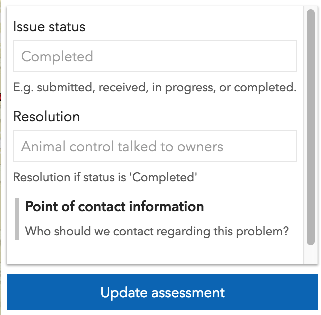 Issue status
Completed
E.g. submitted, received, in progress, or completed.
Resolution
Animal control talked to owners
Resolution if status is 'Completed'
Point of contact information
Who should we contact regarding this problem?
Update assessment